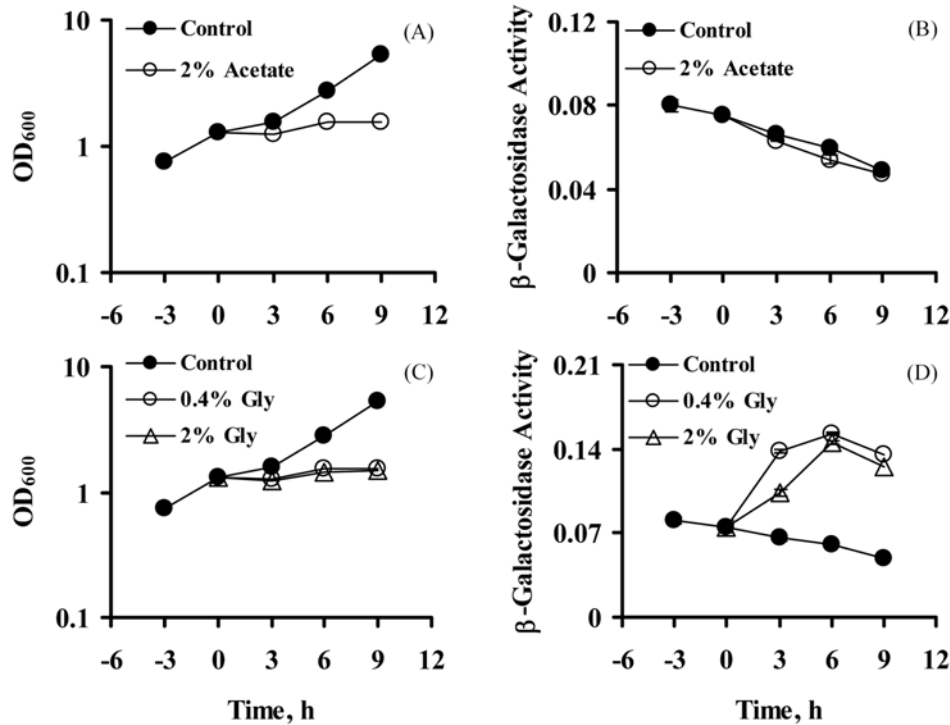 10
1
0.1
OD600
Control
2% Acetate
(A)
-6 -3 0 3 6 9 12
0.12
0.08
0.04
0
β-Galactosidase Activity
Control
2% Acetate
(B)
-6 -3 0 3 6 9 12
10
1
0.1
OD600
Control
0.4% Gly
2% Gly
(C)
-6 -3 0 3 6 9 12
Time, h
0.21
0.14
0.07
0
β-Galactosidase Activity
Control
0.4% Gly
2% Gly
(D)
-6 -3 0 3 6 9 12
Time, h